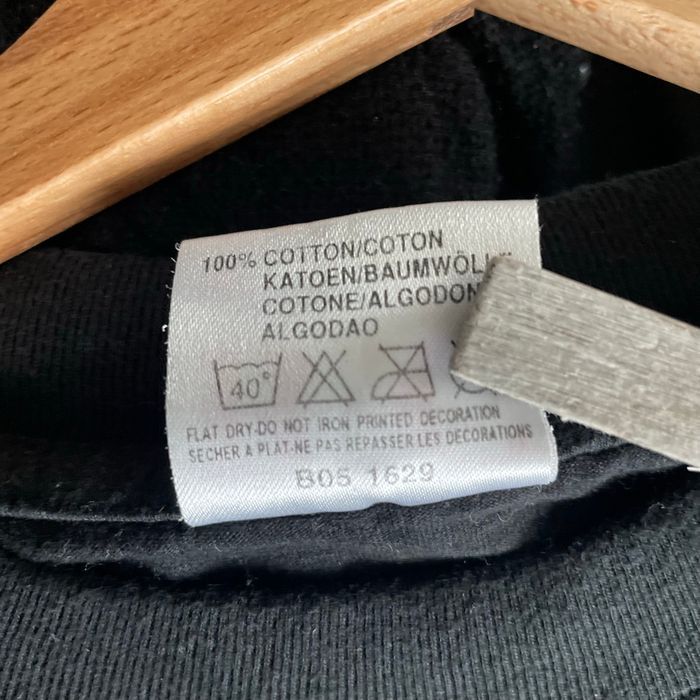 100% COTTON/COTON
KATOEN/BAUMWÖLL
COTONE/ALGODON
ALGODAO
40°
FLAT DRY-DO NOT IRON PRINTED DECORATION
SECHER A PLAT-NE PAS REPASSER LES DECORATIONS
B05 1629